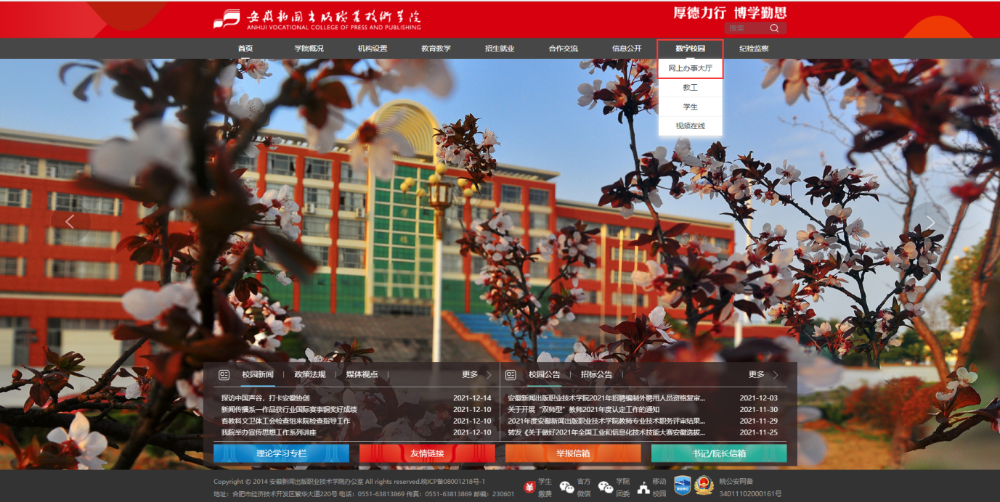 安徽新闻出版职业技术学院
ANHUI VOCATIONAL COLLEGE OF PRESS AND PUBLISHING
厚德力行 博学勤思
搜索
首页 学院概况 机构设置 教育教学 招生就业 合作交流 信息公开 数字校园 纪检监察
网上办事大厅
教工
学生
视频在线
校园新闻 | 政策法规 | 媒体视点 | 更多
探访中国声谷，打卡安徽协创 2021-12-14
新闻传播系一作品获行业国际赛事铜奖好成绩 2021-12-10
省教科文卫体工会检查组来院检查指导工作 2021-12-10
我院举办宣传思想工作系列讲座 2021-12-10
校园公告 | 招标公告 | 更多
安徽新闻出版职业技术学院2021年招聘编制外聘用人员资格复审... 2021-12-03
关于开展“双师型”教师2021年度认定工作的通知 2021-11-30
2021年度安徽新闻出版职业技术学院教师专业技术职务评审结果... 2021-11-29
转发《关于做好2021年全国工业和信息化技术技能大赛安徽选拔... 2021-11-25
理论学习专栏 友情链接 举报信箱 书记/院长信箱
Copyright © 2014 安徽新闻出版职业技术学院办公室 All rights reserved.皖ICP备08001218号-1
地址：合肥市经济技术开发区繁华大道220号 电话：0551-63813869 传真：0551-63813869 邮编：230601
学生
缴费
官方
微信
学院
团委
移动
校园
皖公安网备
34011102000161号